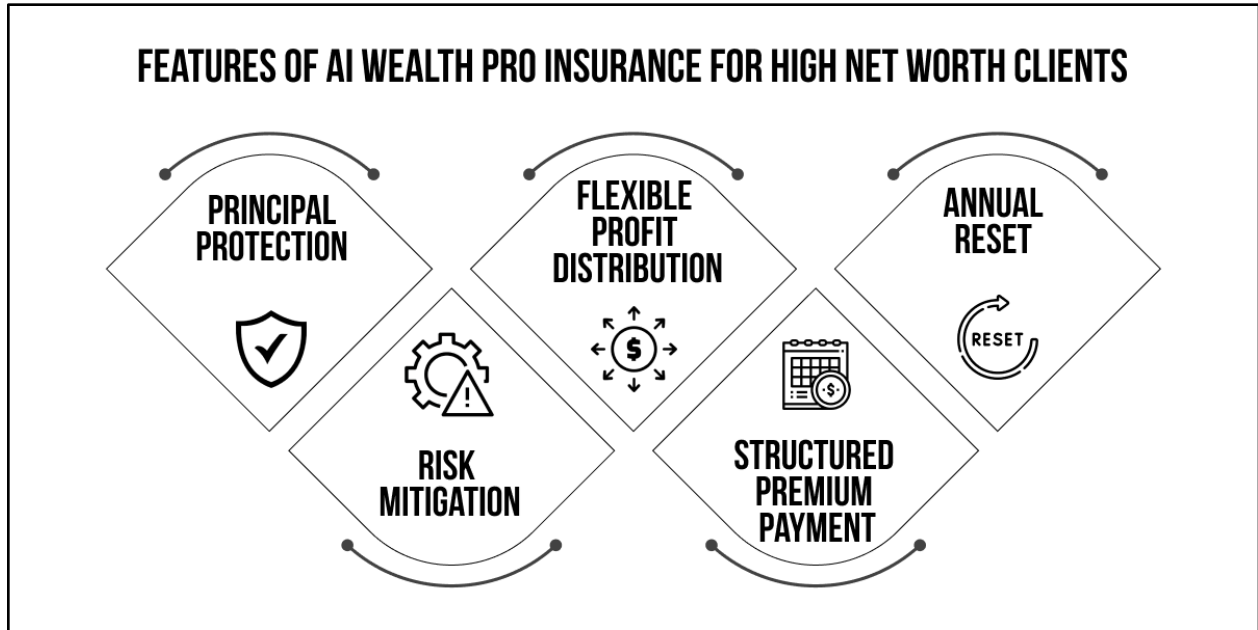 FEATURES OF AI WEALTH PRO INSURANCE FOR HIGH NET WORTH CLIENTS
PRINCIPAL
PROTECTION
RISK
MITIGATION
FLEXIBLE
PROFIT
DISTRIBUTION
$
$
STRUCTURED
PREMIUM
PAYMENT
ANNUAL
RESET
RESET